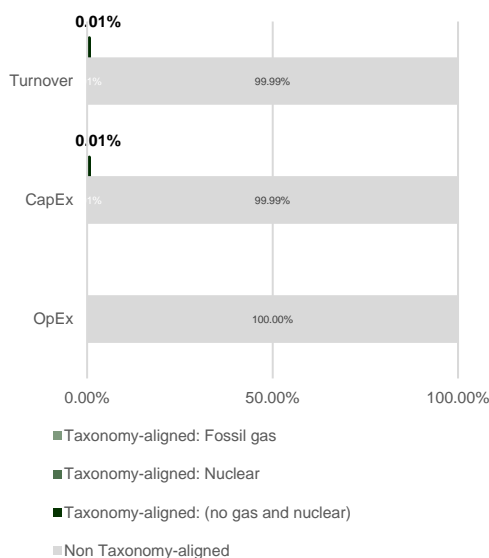 0.01%
Turnover
1%
99.99%
0.01%
CapEx
1%
99.99%
OpEx
100.00%
0.00%
50.00%
100.00%
Taxonomy-aligned: Fossil gas
Taxonomy-aligned: Nuclear
Taxonomy-aligned: (no gas and nuclear)
Non Taxonomy-aligned